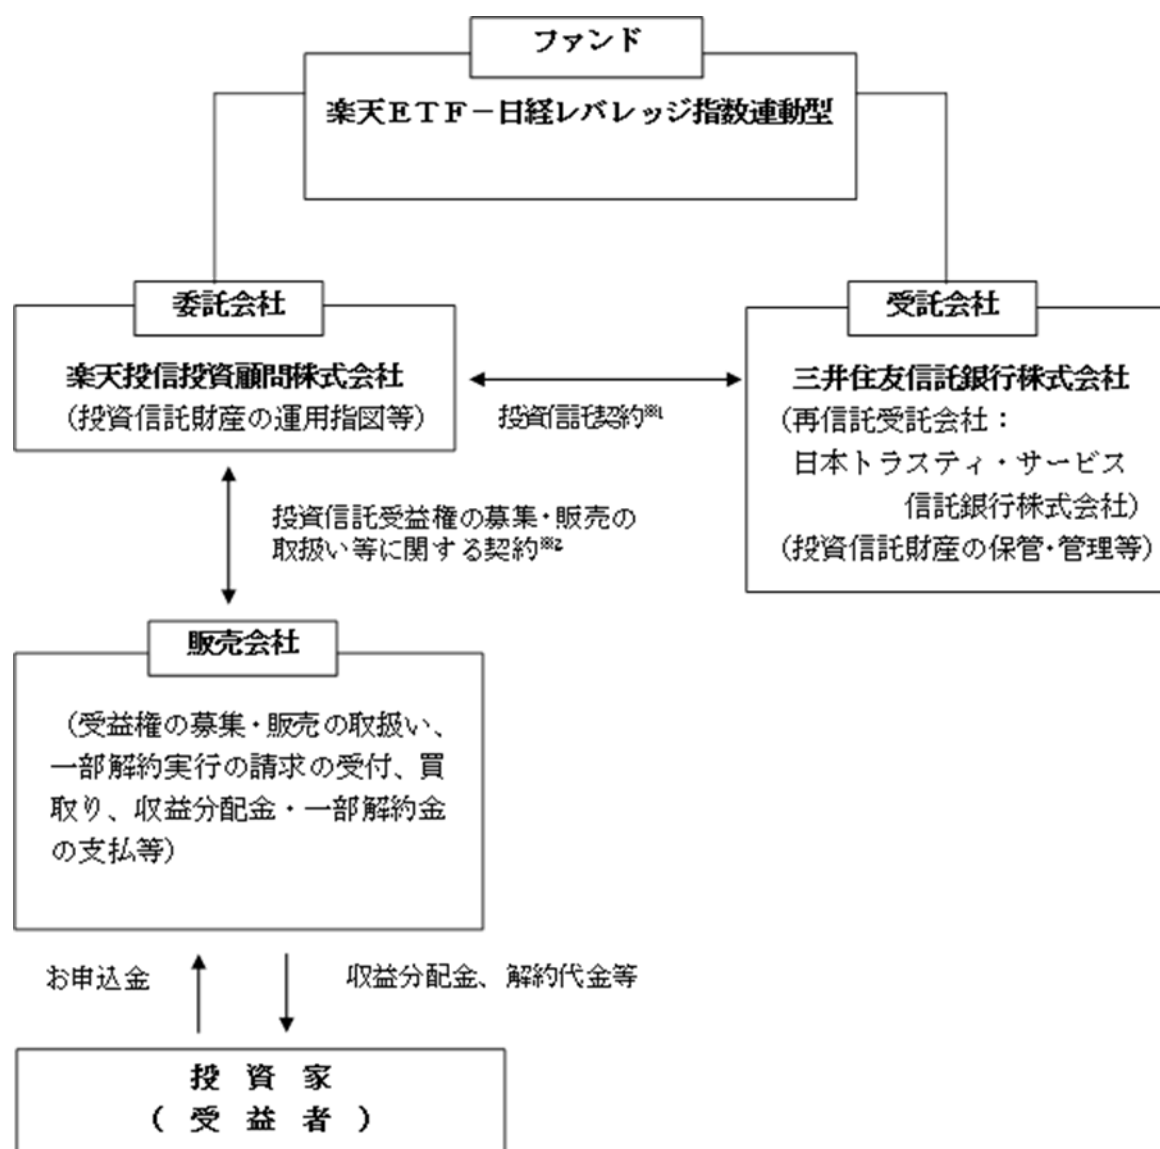 ファンド
楽天ETF－日経レバレッジ指数連動型
委託会社
楽天投信投資顧問株式会社
（投資信託財産の運用指図等）
投資信託契約※1
受託会社
三井住友信託銀行株式会社
（再信託受託会社：
日本トラスティ・サービス
信託銀行株式会社）
（投資信託財産の保管・管理等）
投資信託受益権の募集・販売の
取扱い等に関する契約※2
販売会社
（受益権の募集・販売の取扱い、
一部解約実行の請求の受付、買
取り、収益分配金・一部解約金
の支払等）
お申込金
収益分配金、解約代金等
投　資　家
（　受　益　者　）